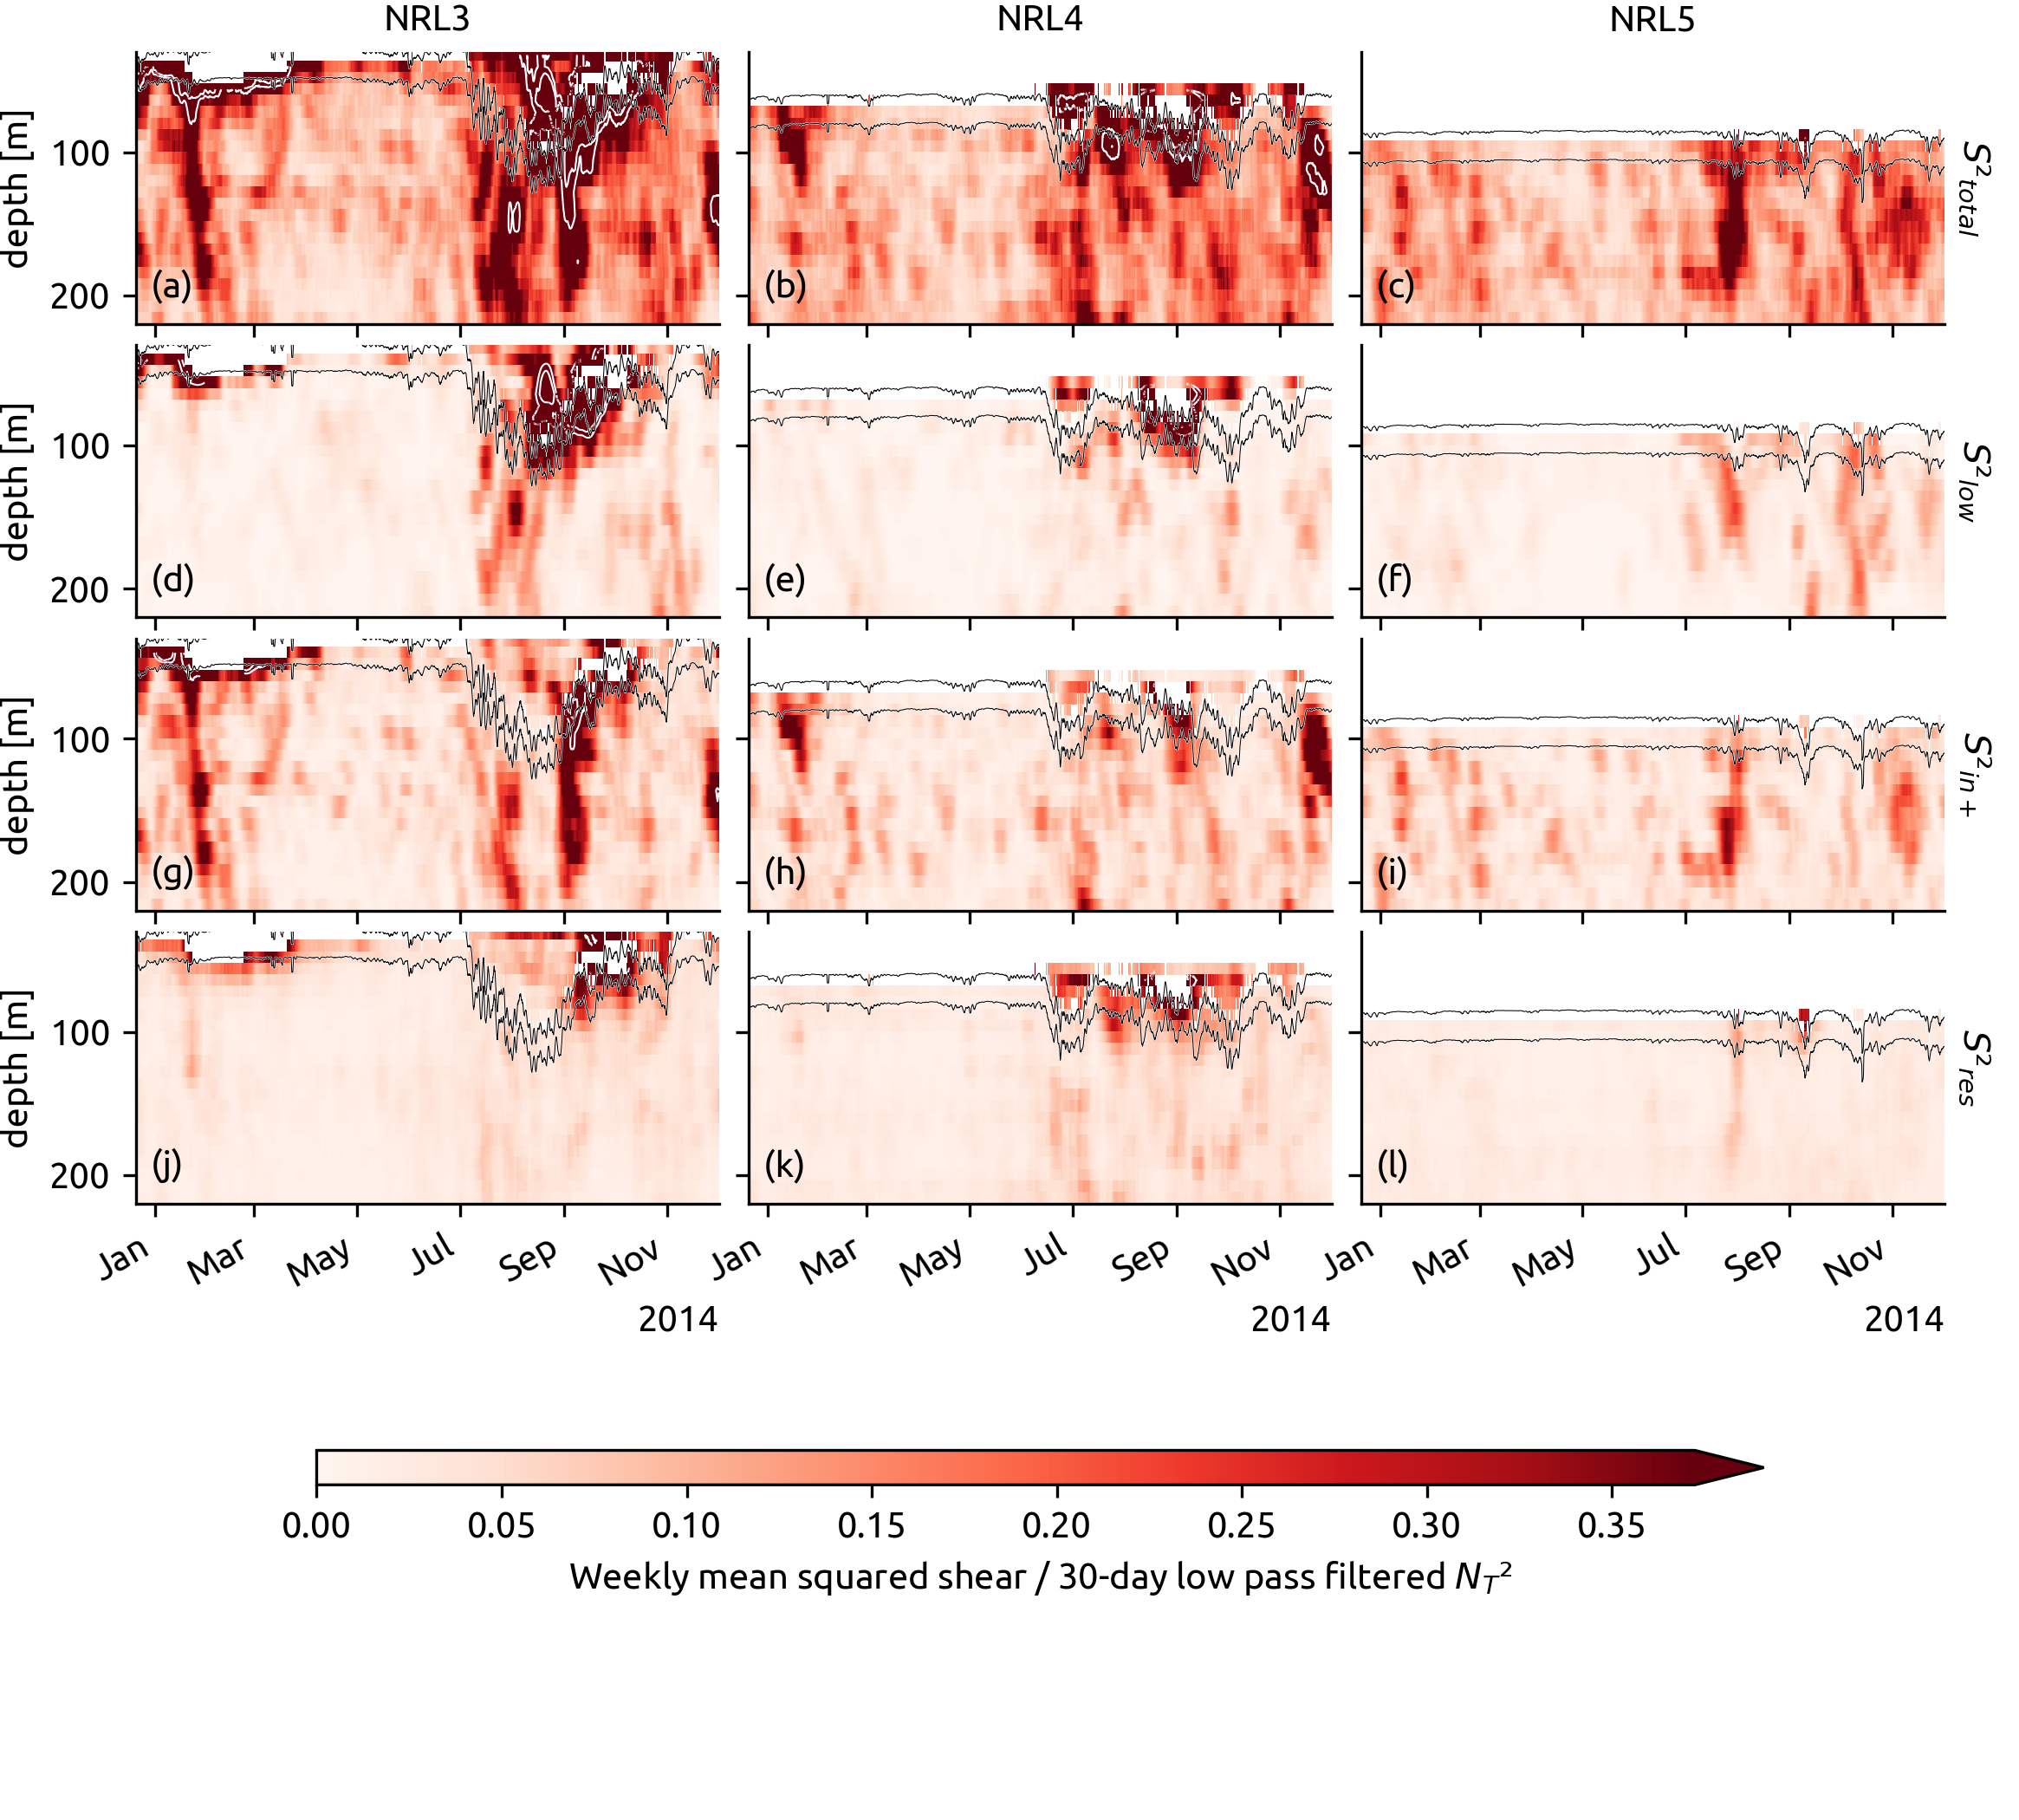 NRL3 NRL4 NRL5
depth [m] 100 200 (a) (b) (c) S²total
depth [m] 100 200 (d) (e) (f) S²low
depth [m] 100 200 (g) (h) (i) S²in+
depth [m] 100 200 (j) (k) (l) S²res
Jan Mar May Jul Sep Nov Jan Mar May Jul Sep Nov Jan Mar May Jul Sep Nov
2014 2014 2014
0.00 0.05 0.10 0.15 0.20 0.25 0.30 0.35
Weekly mean squared shear / 30-day low pass filtered N_T²